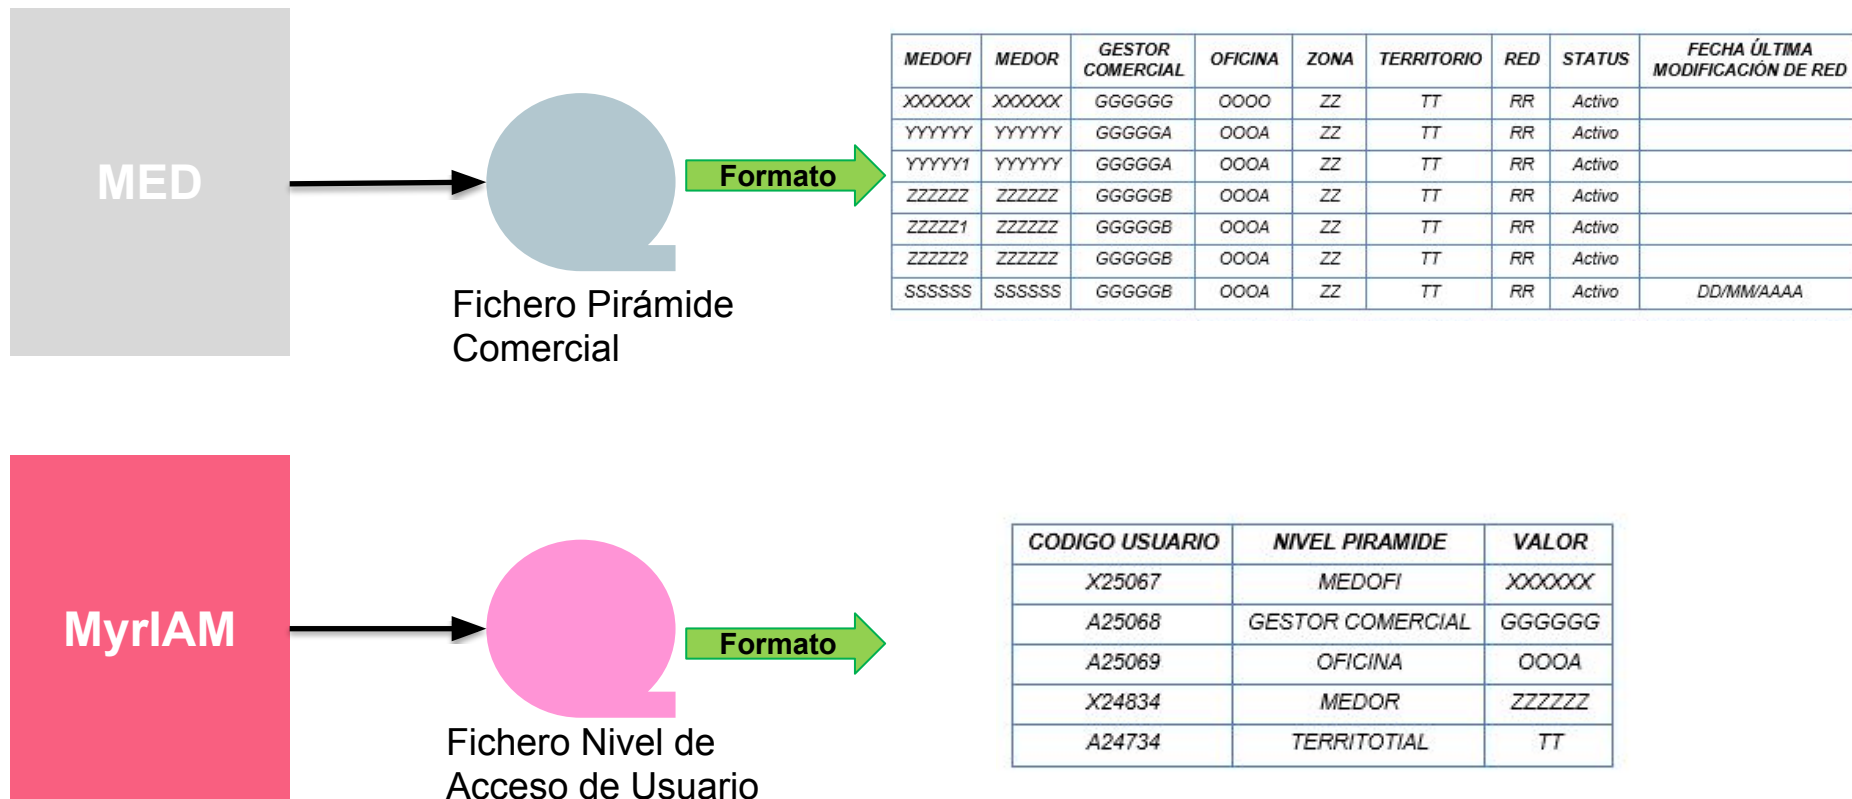 MED
Fichero Pirámide
Comercial
Formato
MEDOFI MEDOR GESTOR COMERCIAL OFICINA ZONA TERRITORIO RED STATUS FECHA ÚLTIMA MODIFICACIÓN DE RED
XXXXXX XXXXXX GGGGGG OOOO ZZ TT RR Activo
YYYYYY YYYYYY GGGGGA OOOA ZZ TT RR Activo
YYYYY1 YYYYYY GGGGGA OOOA ZZ TT RR Activo
ZZZZZZ ZZZZZZ GGGGGB OOOA ZZ TT RR Activo
ZZZZZ1 ZZZZZZ GGGGGB OOOA ZZ TT RR Activo
ZZZZZ2 ZZZZZZ GGGGGB OOOA ZZ TT RR Activo
SSSSSS SSSSSS GGGGGB OOOA ZZ TT RR Activo DD/MM/AAAA
MyrIAM
Fichero Nivel de
Acceso de Usuario
Formato
CODIGO USUARIO NIVEL PIRAMIDE VALOR
X25067 MEDOFI XXXXXX
A25068 GESTOR COMERCIAL GGGGGG
A25069 OFICINA OOOA
X24834 MEDOR ZZZZZZ
A24734 TERRITOTIAL TT